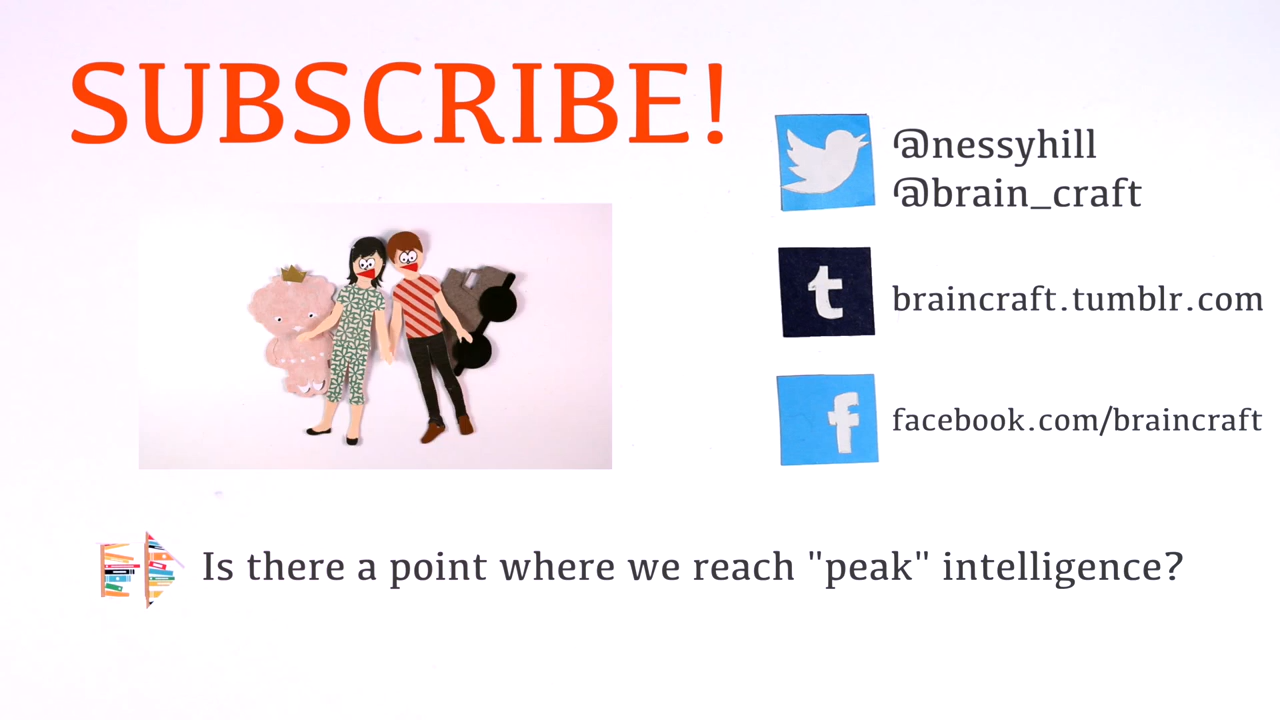 SUBSCRIBE!
@nessyhill
@brain_craft
t
braincraft.tumblr.com
f
facebook.com/braincraft
Is there a point where we reach "peak" intelligence?